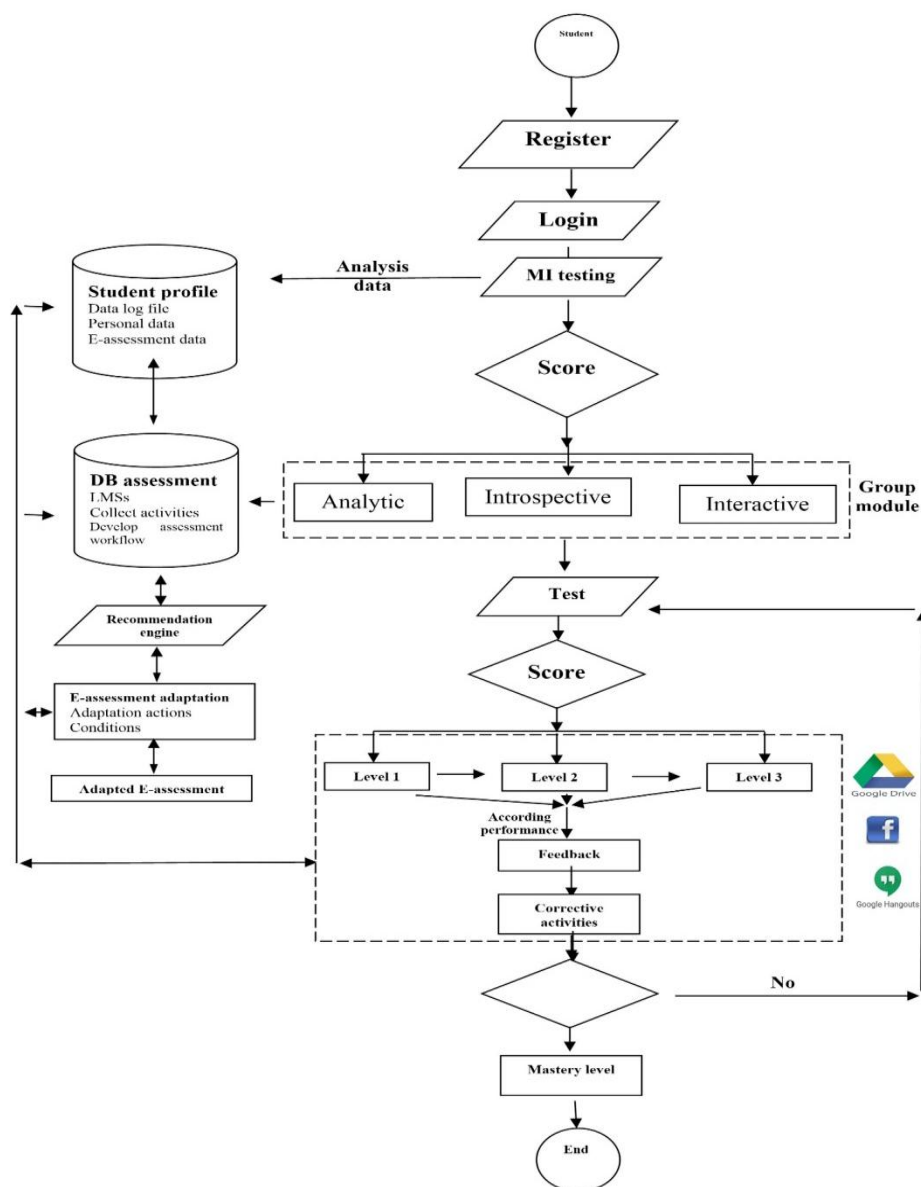 Student
Register
Login
MI testing
Analysis
data
Student profile
Data log file
Personal data
E-assessment data
Score
DB assessment
LMSs
Collect activities
Develop assessment
workflow
Analytic
Introspective
Interactive
Group
module
Test
Recommendation
engine
Score
E-assessment adaptation
Adaptation actions
Conditions
Adapted E-assessment
Level 1
Level 2
Level 3
According
performance
Feedback
Corrective
activities
Google Drive
f
Google Hangouts
No
Mastery level
End